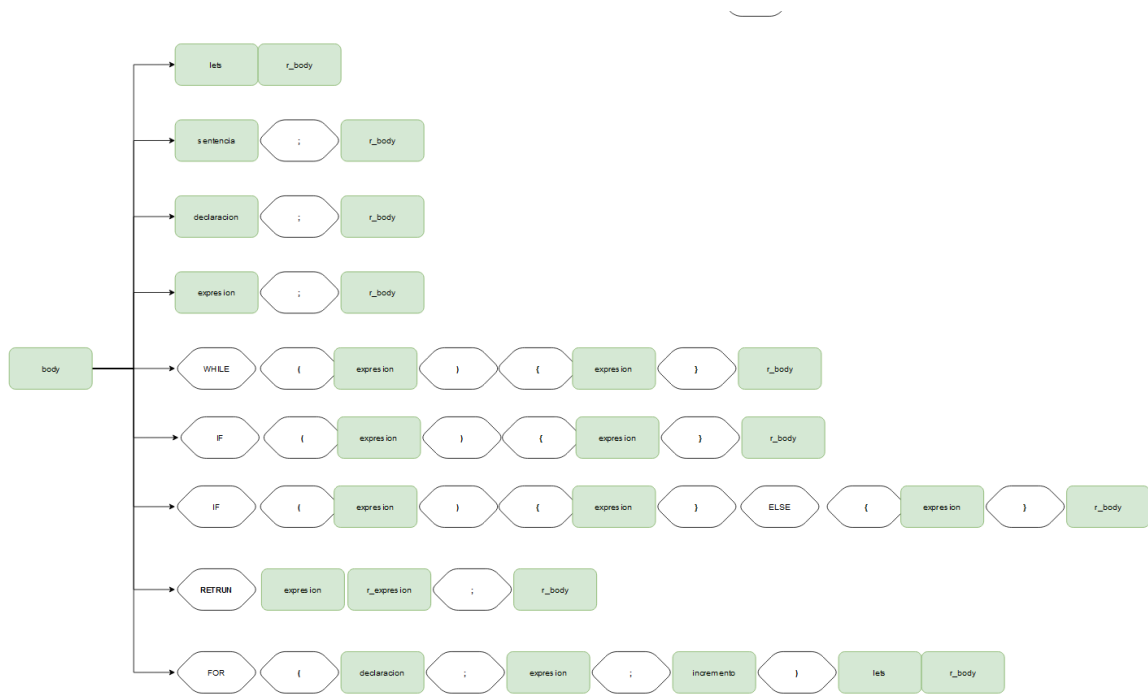 lets r_body
sentencia ; r_body
declaracion ; r_body
expresion ; r_body
body
WHILE ( expresion ) { expresion } r_body
IF ( expresion ) { expresion } r_body
IF ( expresion ) { expresion } ELSE { expresion } r_body
RETRUN expresion r_expresion ; r_body
FOR ( declaracion ; expresion ; incremento ) lets r_body